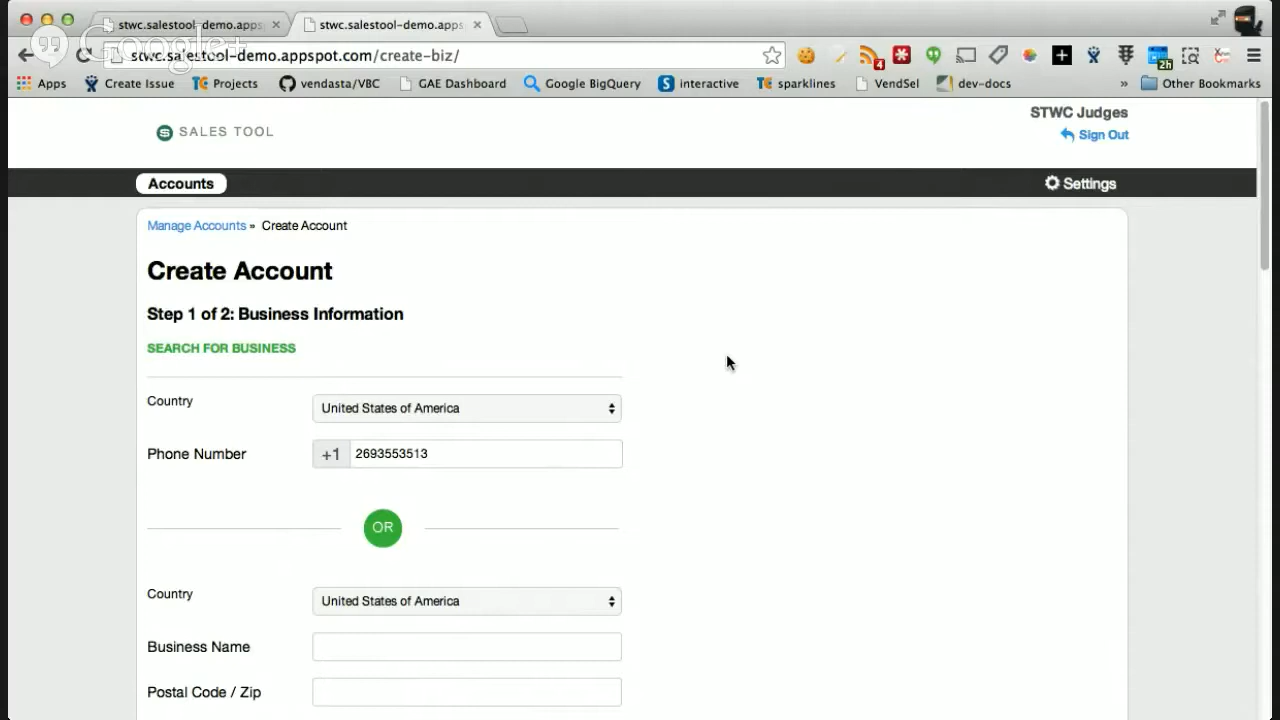 stwc.salestool-demo.apps
stwc.salestool-demo.apps
Google+
stwc.salestool-demo.appspot.com/create-biz/
4
2h
Apps
Create Issue
Projects
vendasta/VBC
GAE Dashboard
Google BigQuery
interactive
sparklines
VendSel
dev-docs
»
Other Bookmarks
STWC Judges
SALES TOOL
Sign Out
Accounts
Settings
Manage Accounts » Create Account
Create Account
Step 1 of 2: Business Information
SEARCH FOR BUSINESS
Country
United States of America
Phone Number
+1 2693553513
OR
Country
United States of America
Business Name
Postal Code / Zip